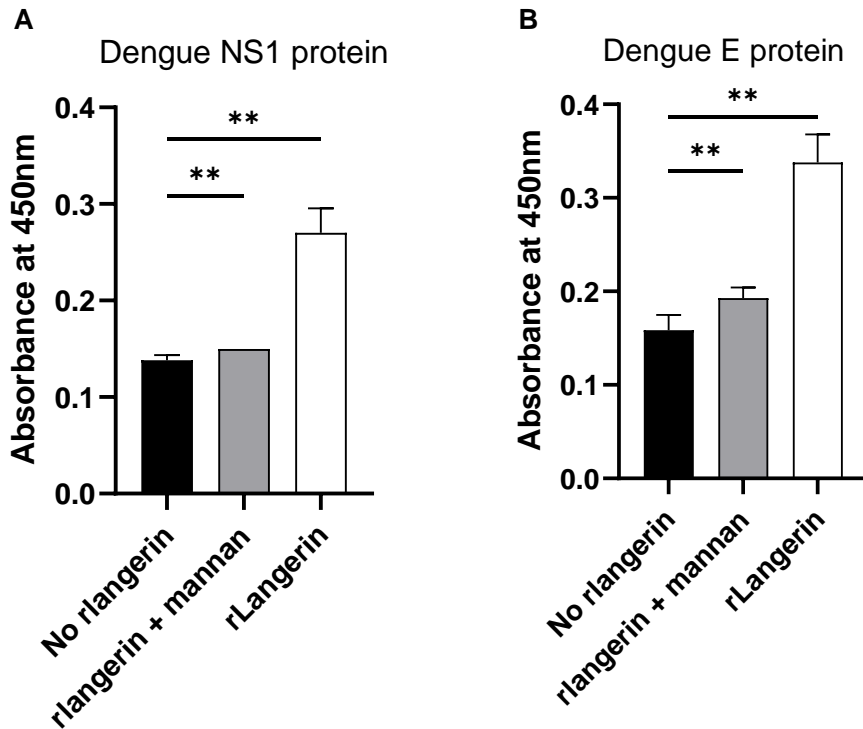 A
Dengue NS1 protein
Absorbance at 450nm
0.4
0.3
0.2
0.1
0.0
**
**
No rlangerin
rlangerin + mannan
rLangerin
B
Dengue E protein
Absorbance at 450nm
0.4
0.3
0.2
0.1
0.0
**
**
No rlangerin
rlangerin + mannan
rLangerin